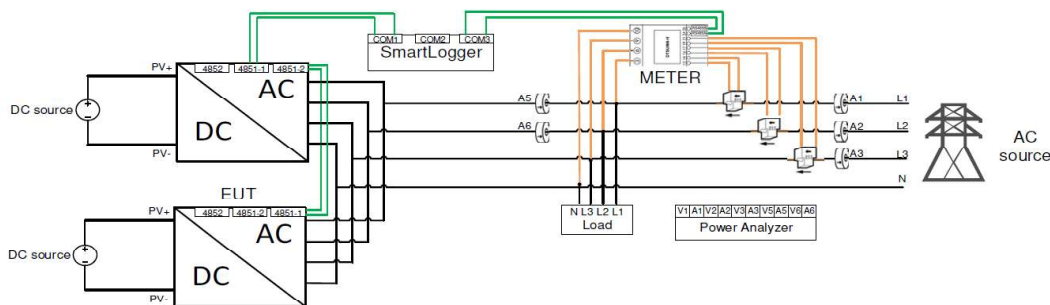 COM1 COM2 COM3
SmartLogger
METER
PV+
4852 4851-1 4851-2
AC
DC
DC source
PV-
A5
A6
A1 L1
A2 L2
A3 L3
N
AC
source
EUT
PV+
4852 4851-2 4851-1
AC
DC
DC source
PV-
N L3 L2 L1
Load
V1 A1 V2 A2 V3 A3 V5 A5 V6 A6
Power Analyzer